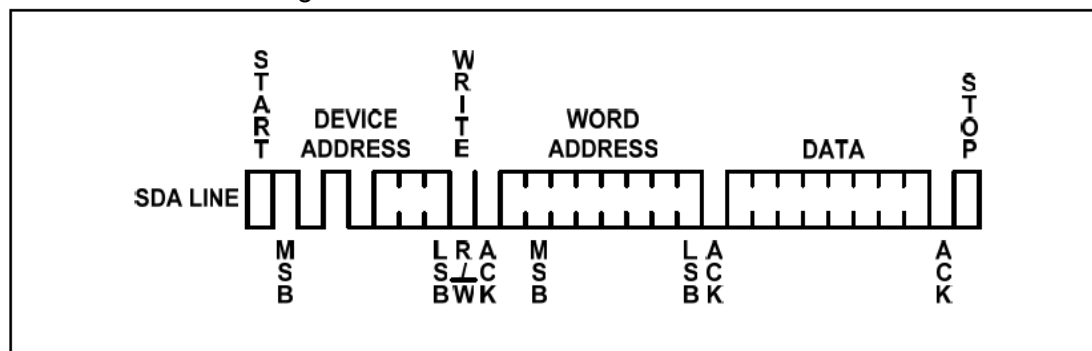 START
WRITE
STOP
DEVICE
ADDRESS
WORD
ADDRESS
DATA
SDA LINE
MSB
LSB
R/W
ACK
MSB
LSB
ACK
ACK